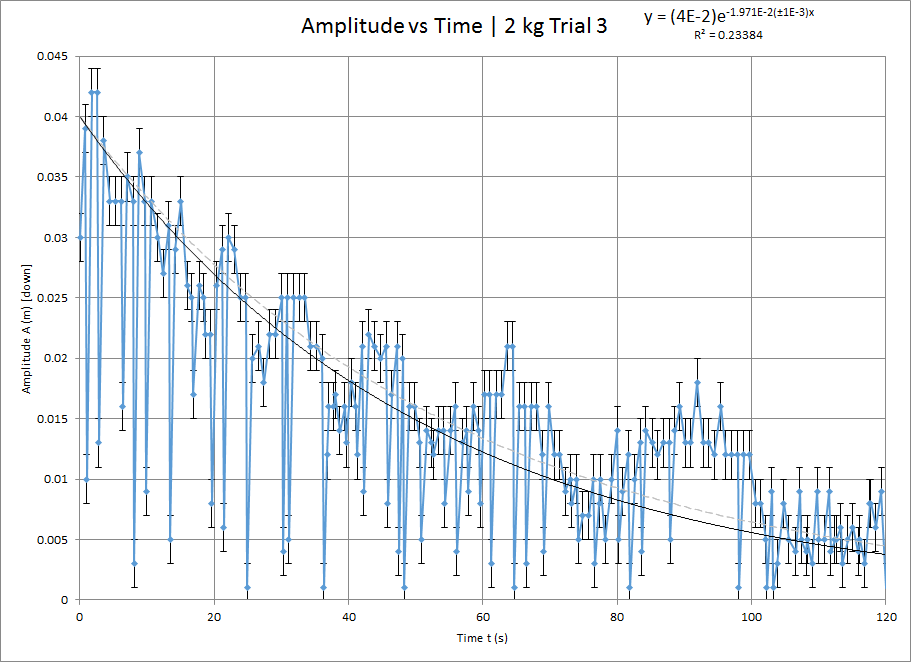 Amplitude vs Time | 2 kg Trial 3
y = (4E-2)e^-1.971E-2(±1E-3)x
R² = 0.23384
Amplitude A (m) [down]
0.045
0.04
0.035
0.03
0.025
0.02
0.015
0.01
0.005
0
0 20 40 60 80 100 120
Time t (s)